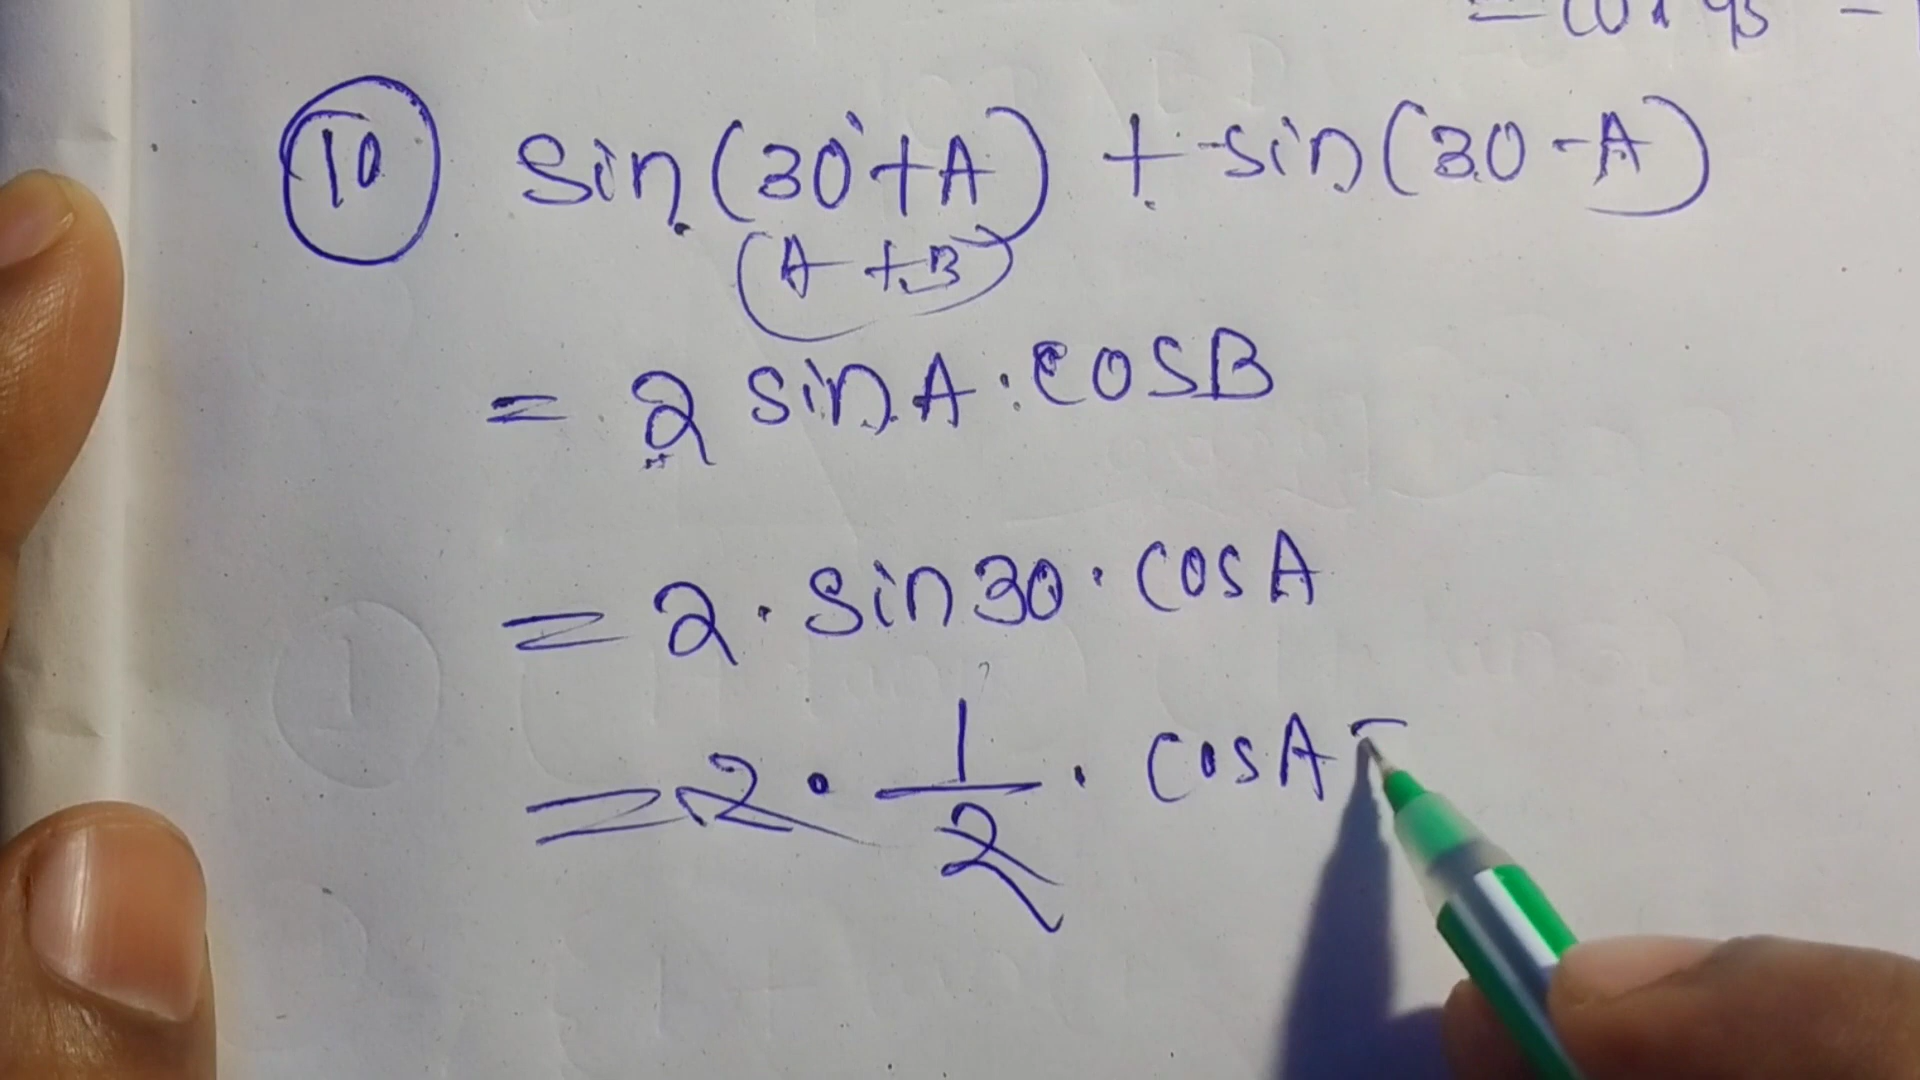 10 sin(30°+A) + sin(30-A)
(A+B)
= 2 sinA·cosB
= 2·sin30·cosA
= 2·1/2·cosA